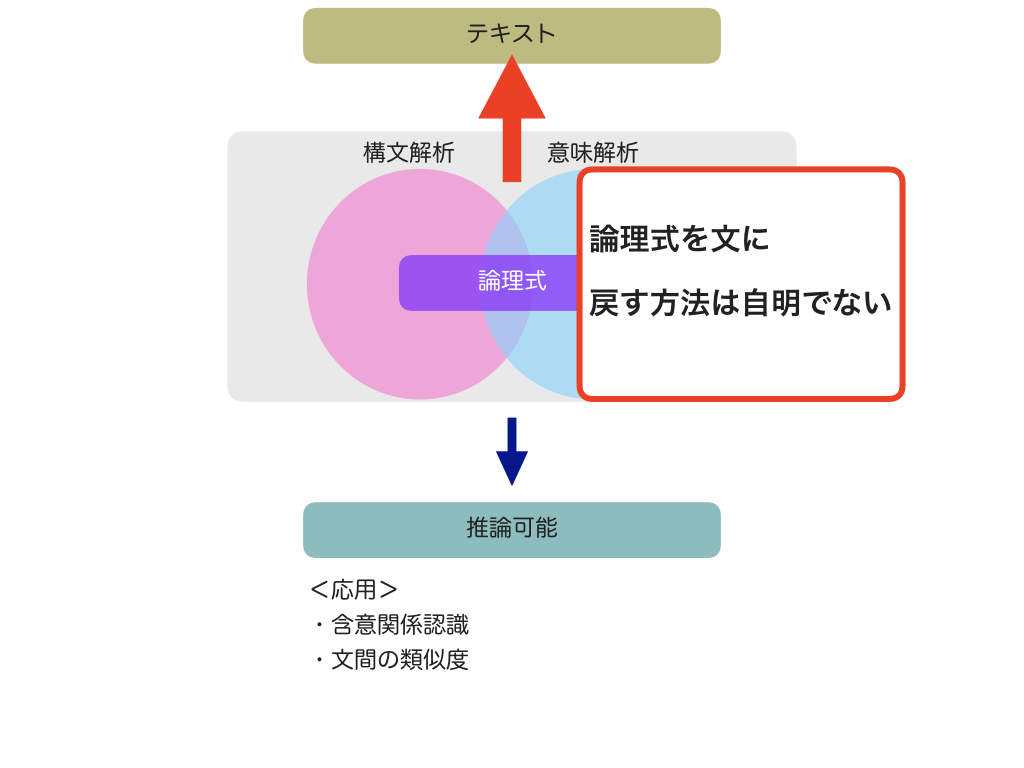 テキスト
構文解析
意味解析
論理式
論理式を文に
戻す方法は自明でない
推論可能
＜応用＞
・含意関係認識
・文間の類似度